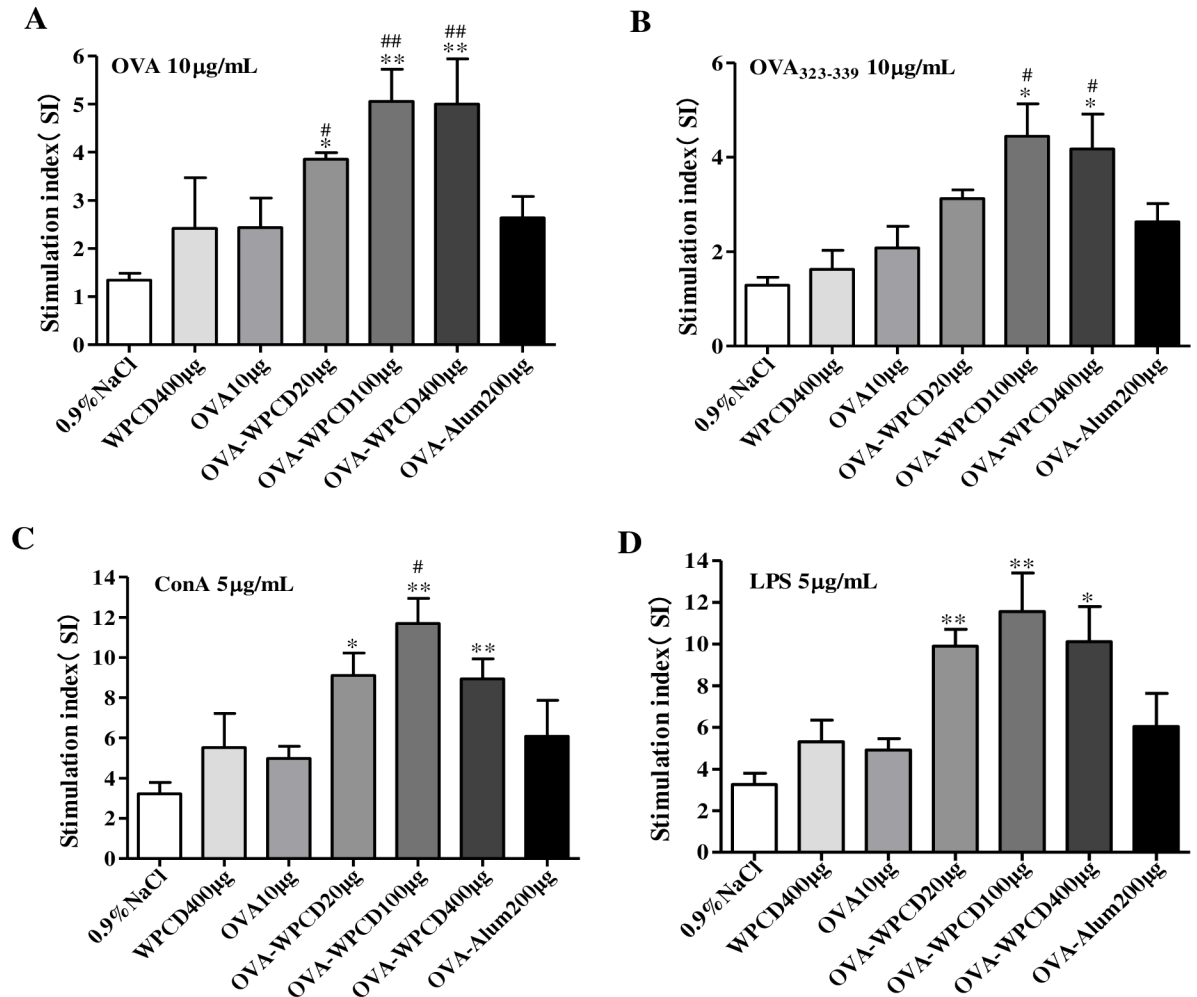 A
OVA 10μg/mL
Stimulation index( SI)
6
5
4
3
2
1
0
#
*
##
**
##
**
0.9%NaCl
WPCD400μg
OVA10μg
OVA-WPCD20μg
OVA-WPCD100μg
OVA-WPCD400μg
OVA-Alum200μg
B
OVA323-339 10μg/mL
Stimulation index( SI)
6
4
2
0
#
*
#
*
0.9%NaCl
WPCD400μg
OVA10μg
OVA-WPCD20μg
OVA-WPCD100μg
OVA-WPCD400μg
OVA-Alum200μg
C
ConA 5μg/mL
Stimulation index( SI)
14
12
10
8
6
4
2
0
*
#
**
**
0.9%NaCl
WPCD400μg
OVA10μg
OVA-WPCD20μg
OVA-WPCD100μg
OVA-WPCD400μg
OVA-Alum200μg
D
LPS 5μg/mL
Stimulation index( SI)
14
12
10
8
6
4
2
0
**
**
*
0.9%NaCl
WPCD400μg
OVA10μg
OVA-WPCD20μg
OVA-WPCD100μg
OVA-WPCD400μg
OVA-Alum200μg